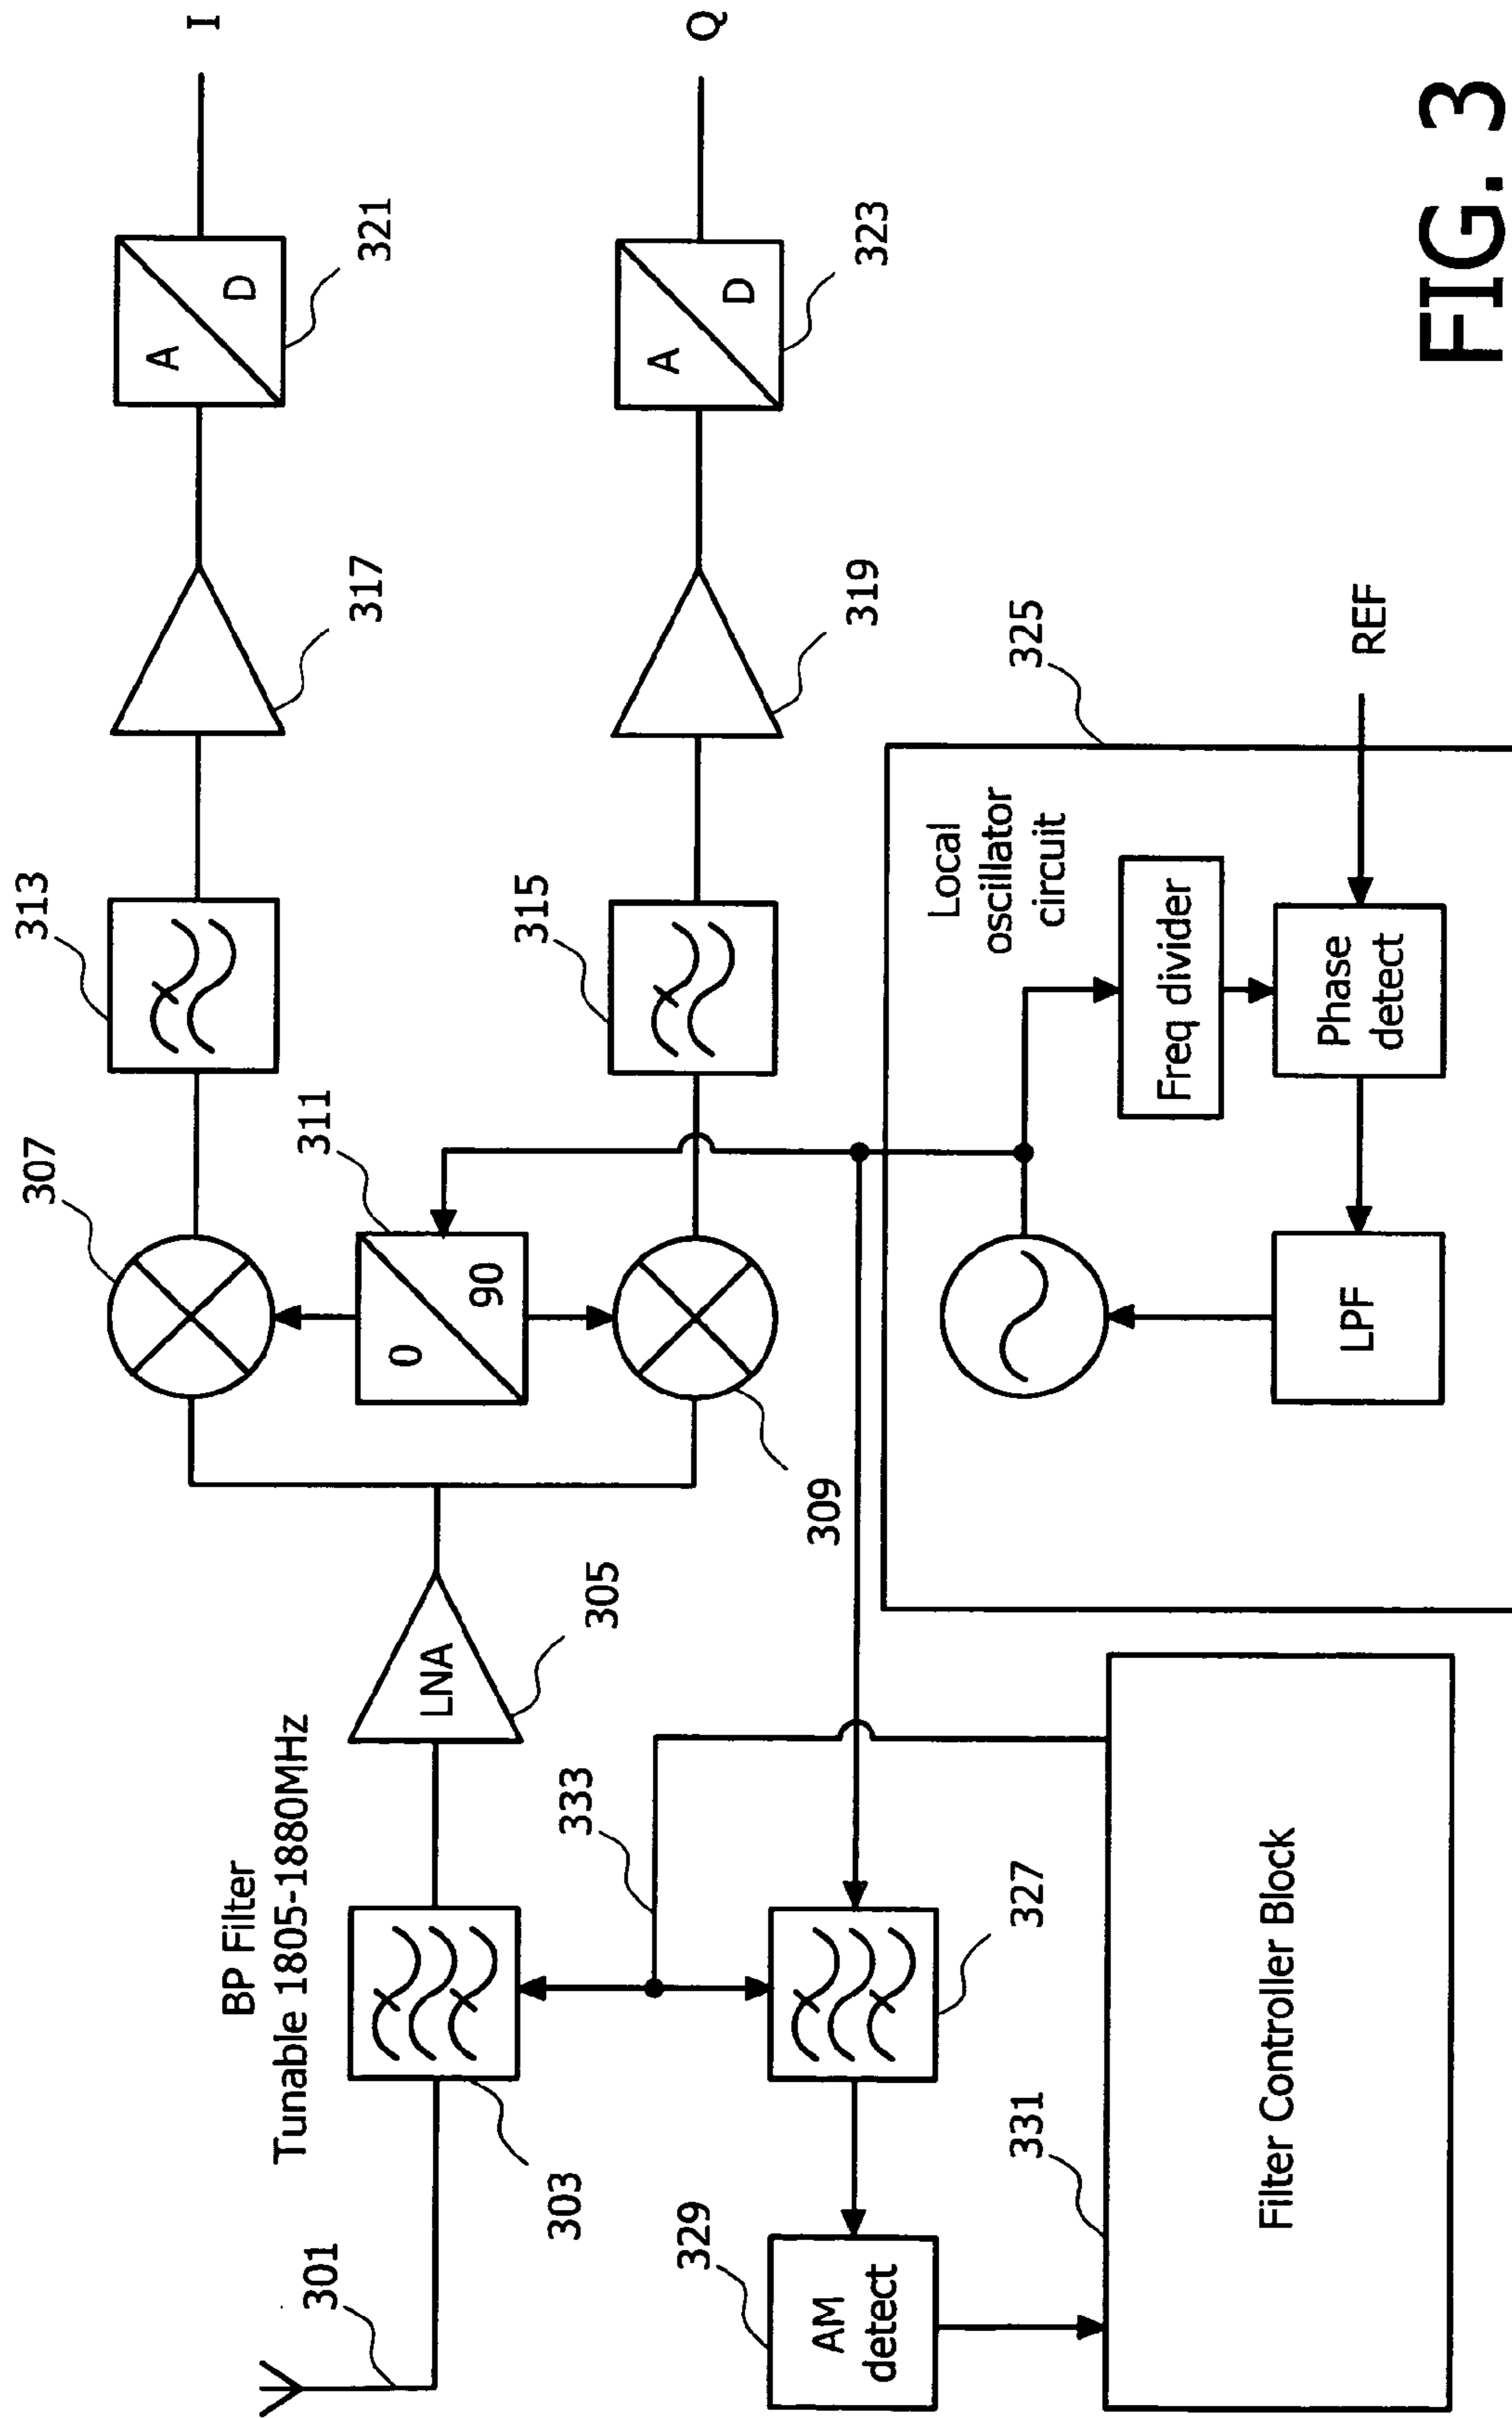 BP Filter
Tunable 1805-1880MHz
301
303
LNA
305
307
0
90
311
309
313
315
317
319
A
D
321
A
D
323
I
Q
333
327
329
AM
detect
331
Filter Controller Block
325
Local
oscillator
circuit
Freq divider
Phase
detect
LPF
REF
FIG. 3